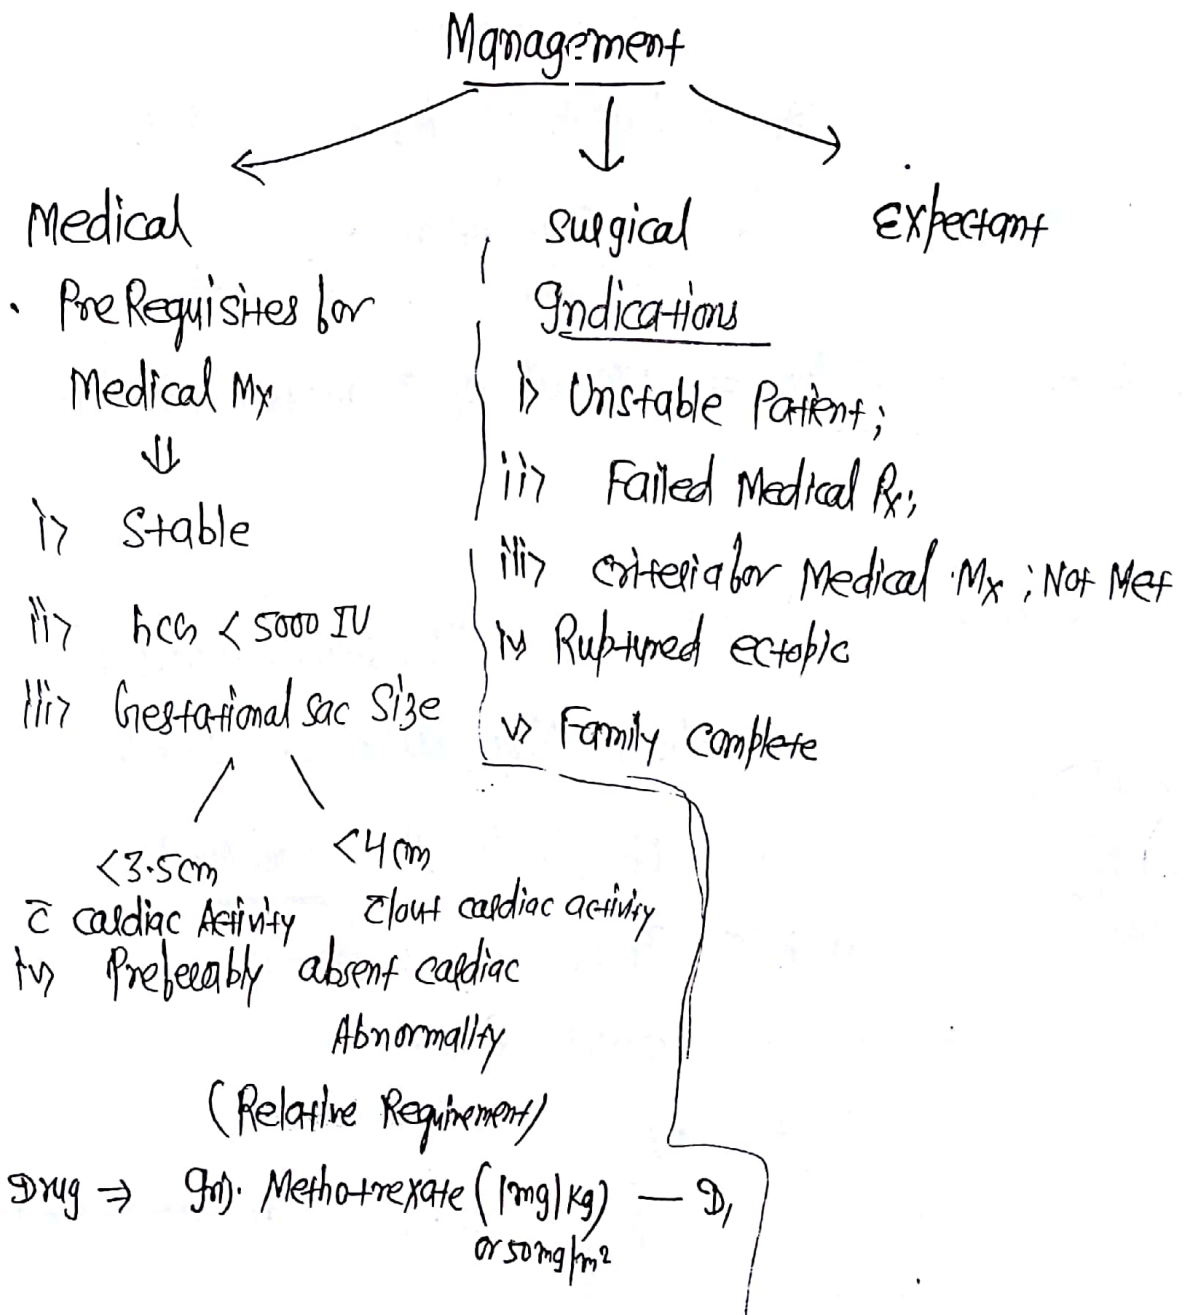 Management
Medical
. PreRequisites for
Medical Mx
⇓
i> Stable
ii> hCG < 5000 IU
iii> Gestational Sac Size
<3.5cm
<4cm
c̄ cardiac Activity
c̄/out cardiac activity
iv> Preferably absent cardiac
Abnormality
(Relative Requirement)
Drug ⇒ Inj. Methotrexate (1mg/kg) — D1
or 50mg/m²
Surgical
Indications
i> Unstable Patient;
ii> Failed Medical Rx;
iii> Criteria for Medical Mx; Not Met
iv> Ruptured ectopic
v> Family Complete
Expectant